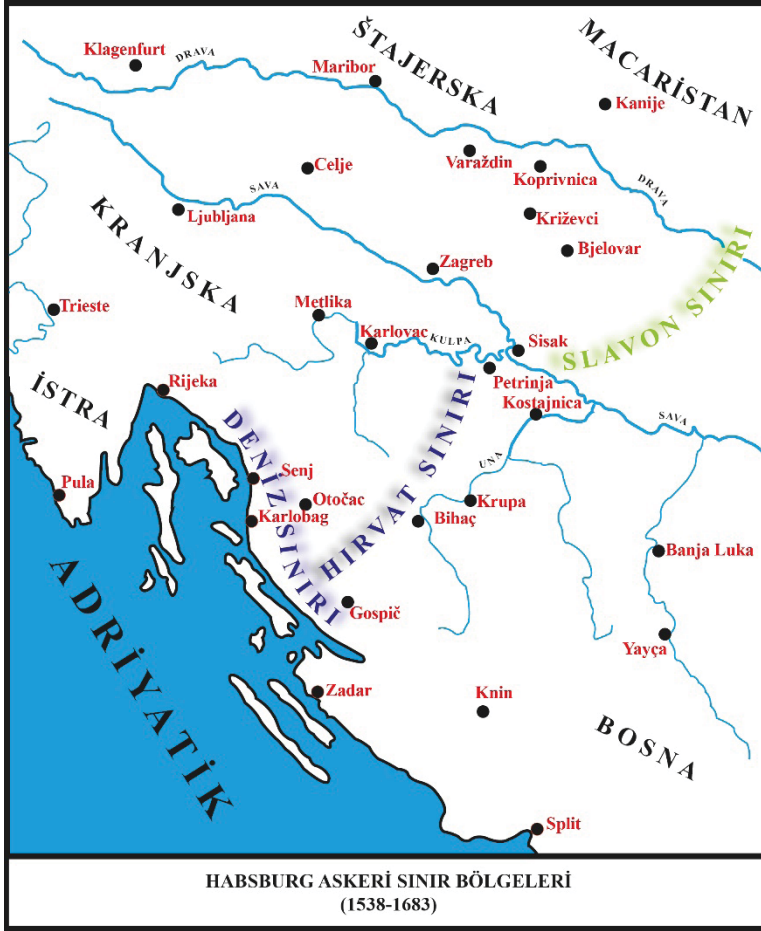 Klagenfurt
DRAVA
ŠTAJERSKA
MACARİSTAN
Maribor
Kanije
Varaždin
Koprivnica
DRAVA
Celje
SAVA
Ljubljana
Križevci
Bjelovar
KRANJSKA
Zagreb
SLAVON SINIRI
Trieste
Metlika
Karlovac
KULPA
Sisak
Petrinja
Kostajnica
SAVA
İSTRA
Rijeka
DENİZ SINIRI
HIRVAT SINIRI
UNA
Pula
Senj
Otočac
Karlobag
Krupa
Bihaç
Banja Luka
ADRİYATİK
Gospič
Yayça
Zadar
Knin
BOSNA
Split
HABSBURG ASKERİ SINIR BÖLGELERİ
(1538-1683)